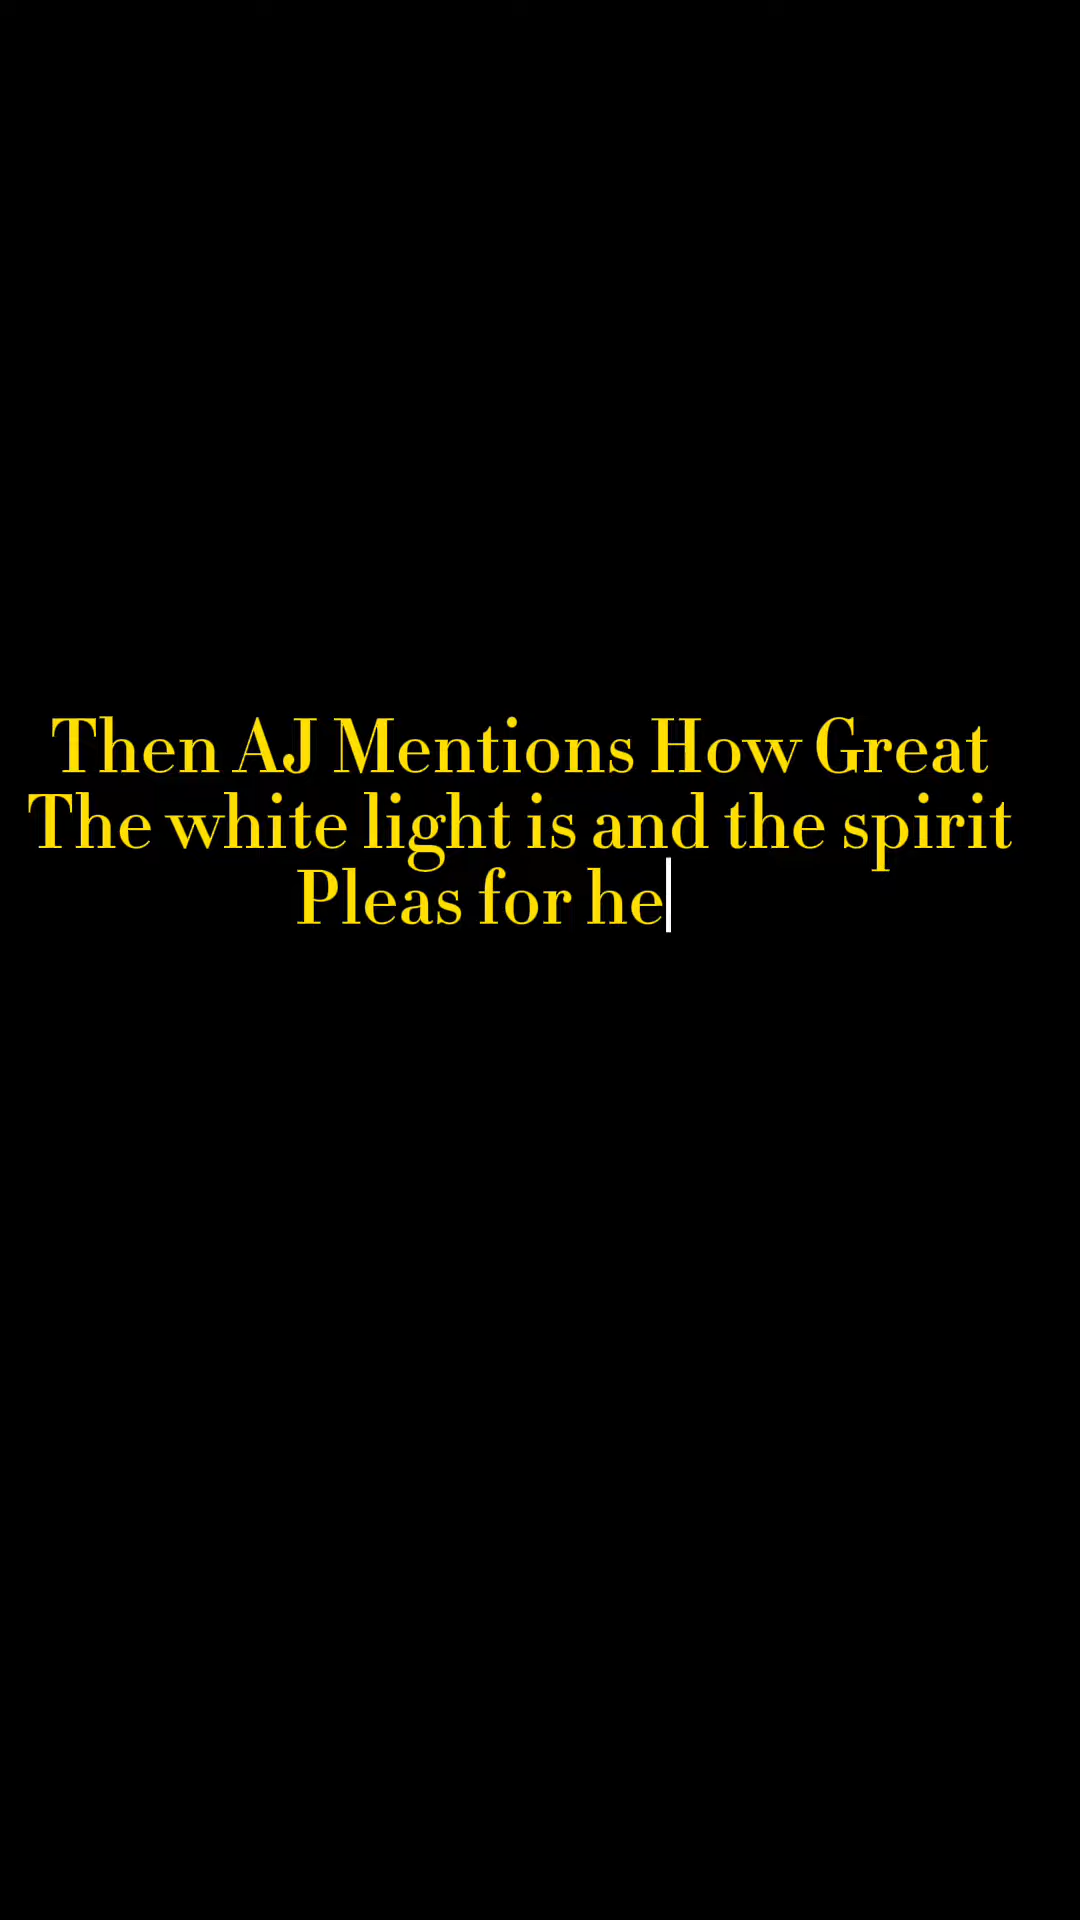 Then AJ Mentions How Great
The white light is and the spirit
Pleas for he